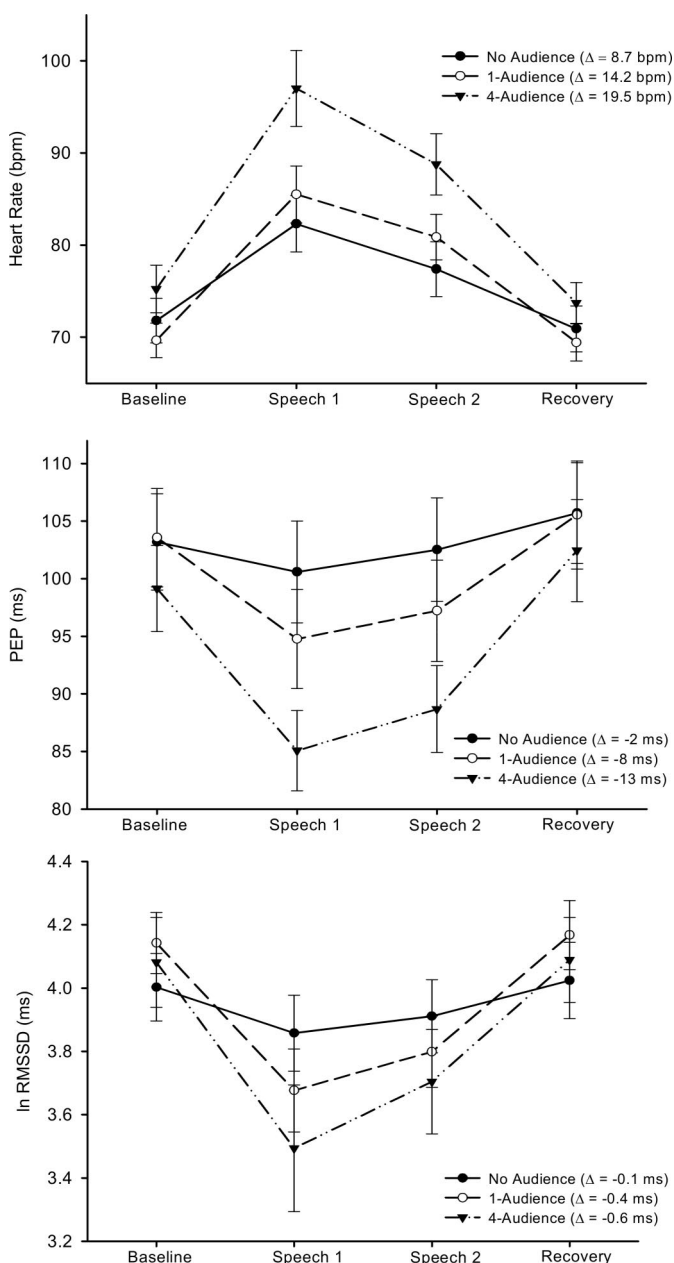 Heart Rate (bpm)
100
90
80
70
No Audience (Δ = 8.7 bpm)
1-Audience (Δ = 14.2 bpm)
4-Audience (Δ = 19.5 bpm)
Baseline Speech 1 Speech 2 Recovery
PEP (ms)
110
105
100
95
90
85
80
No Audience (Δ = -2 ms)
1-Audience (Δ = -8 ms)
4-Audience (Δ = -13 ms)
Baseline Speech 1 Speech 2 Recovery
ln RMSSD (ms)
4.4
4.2
4.0
3.8
3.6
3.4
3.2
No Audience (Δ = -0.1 ms)
1-Audience (Δ = -0.4 ms)
4-Audience (Δ = -0.6 ms)
Baseline Speech 1 Speech 2 Recovery